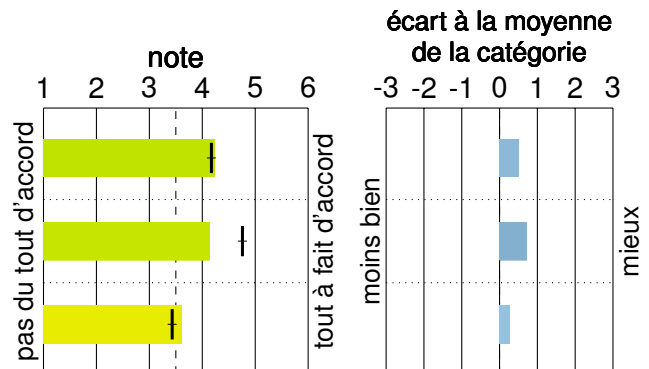 note
1 2 3 4 5 6
pas du tout d'accord
tout à fait d'accord
écart à la moyenne
de la catégorie
-3 -2 -1 0 1 2 3
moins bien
mieux